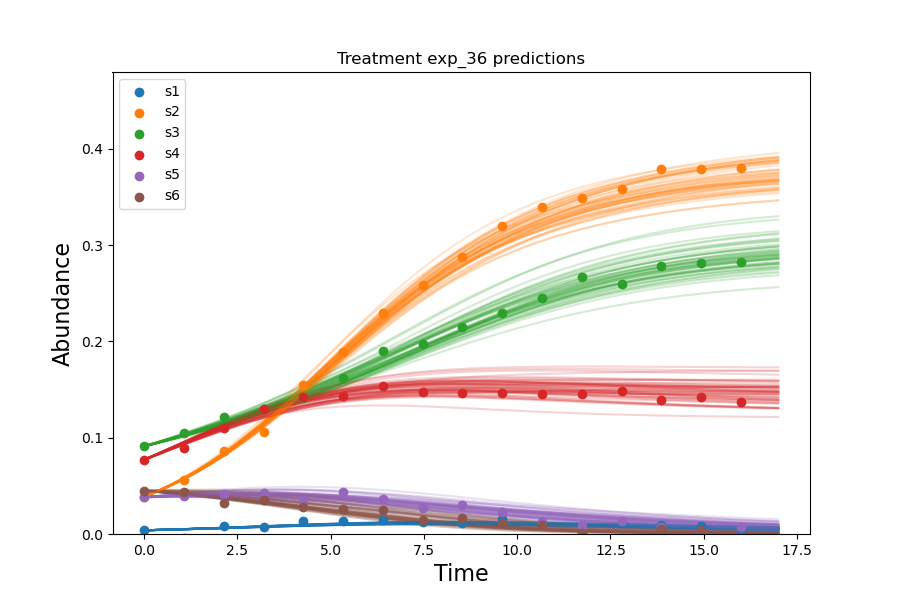 Treatment exp_36 predictions
s1
s2
s3
s4
s5
s6
Abundance
0.4
0.3
0.2
0.1
0.0
0.0 2.5 5.0 7.5 10.0 12.5 15.0 17.5
Time